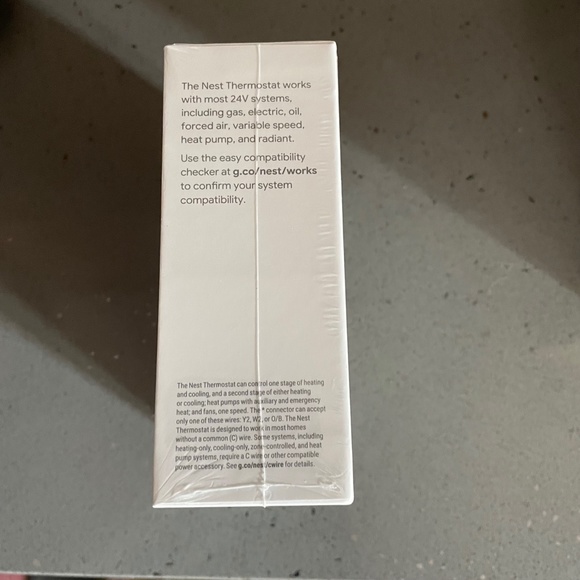 The Nest Thermostat works
with most 24V systems,
including gas, electric, oil,
forced air, variable speed,
heat pump, and radiant.
Use the easy compatibility
checker at g.co/nest/works
to confirm your system
compatibility.
The Nest Thermostat can control one stage of heating
and cooling, and a second stage of either heating
or cooling; heat pumps with auxiliary and emergency
heat; and fans, one speed. The * connector can accept
only one of these wires: Y2, W2, or O/B. The Nest
Thermostat is designed to work in most homes
without a common (C) wire. Some systems, including
heating-only, cooling-only, zone-controlled, and heat
pump systems, require a C wire or other compatible
power accessory. See g.co/nest/cwire for details.